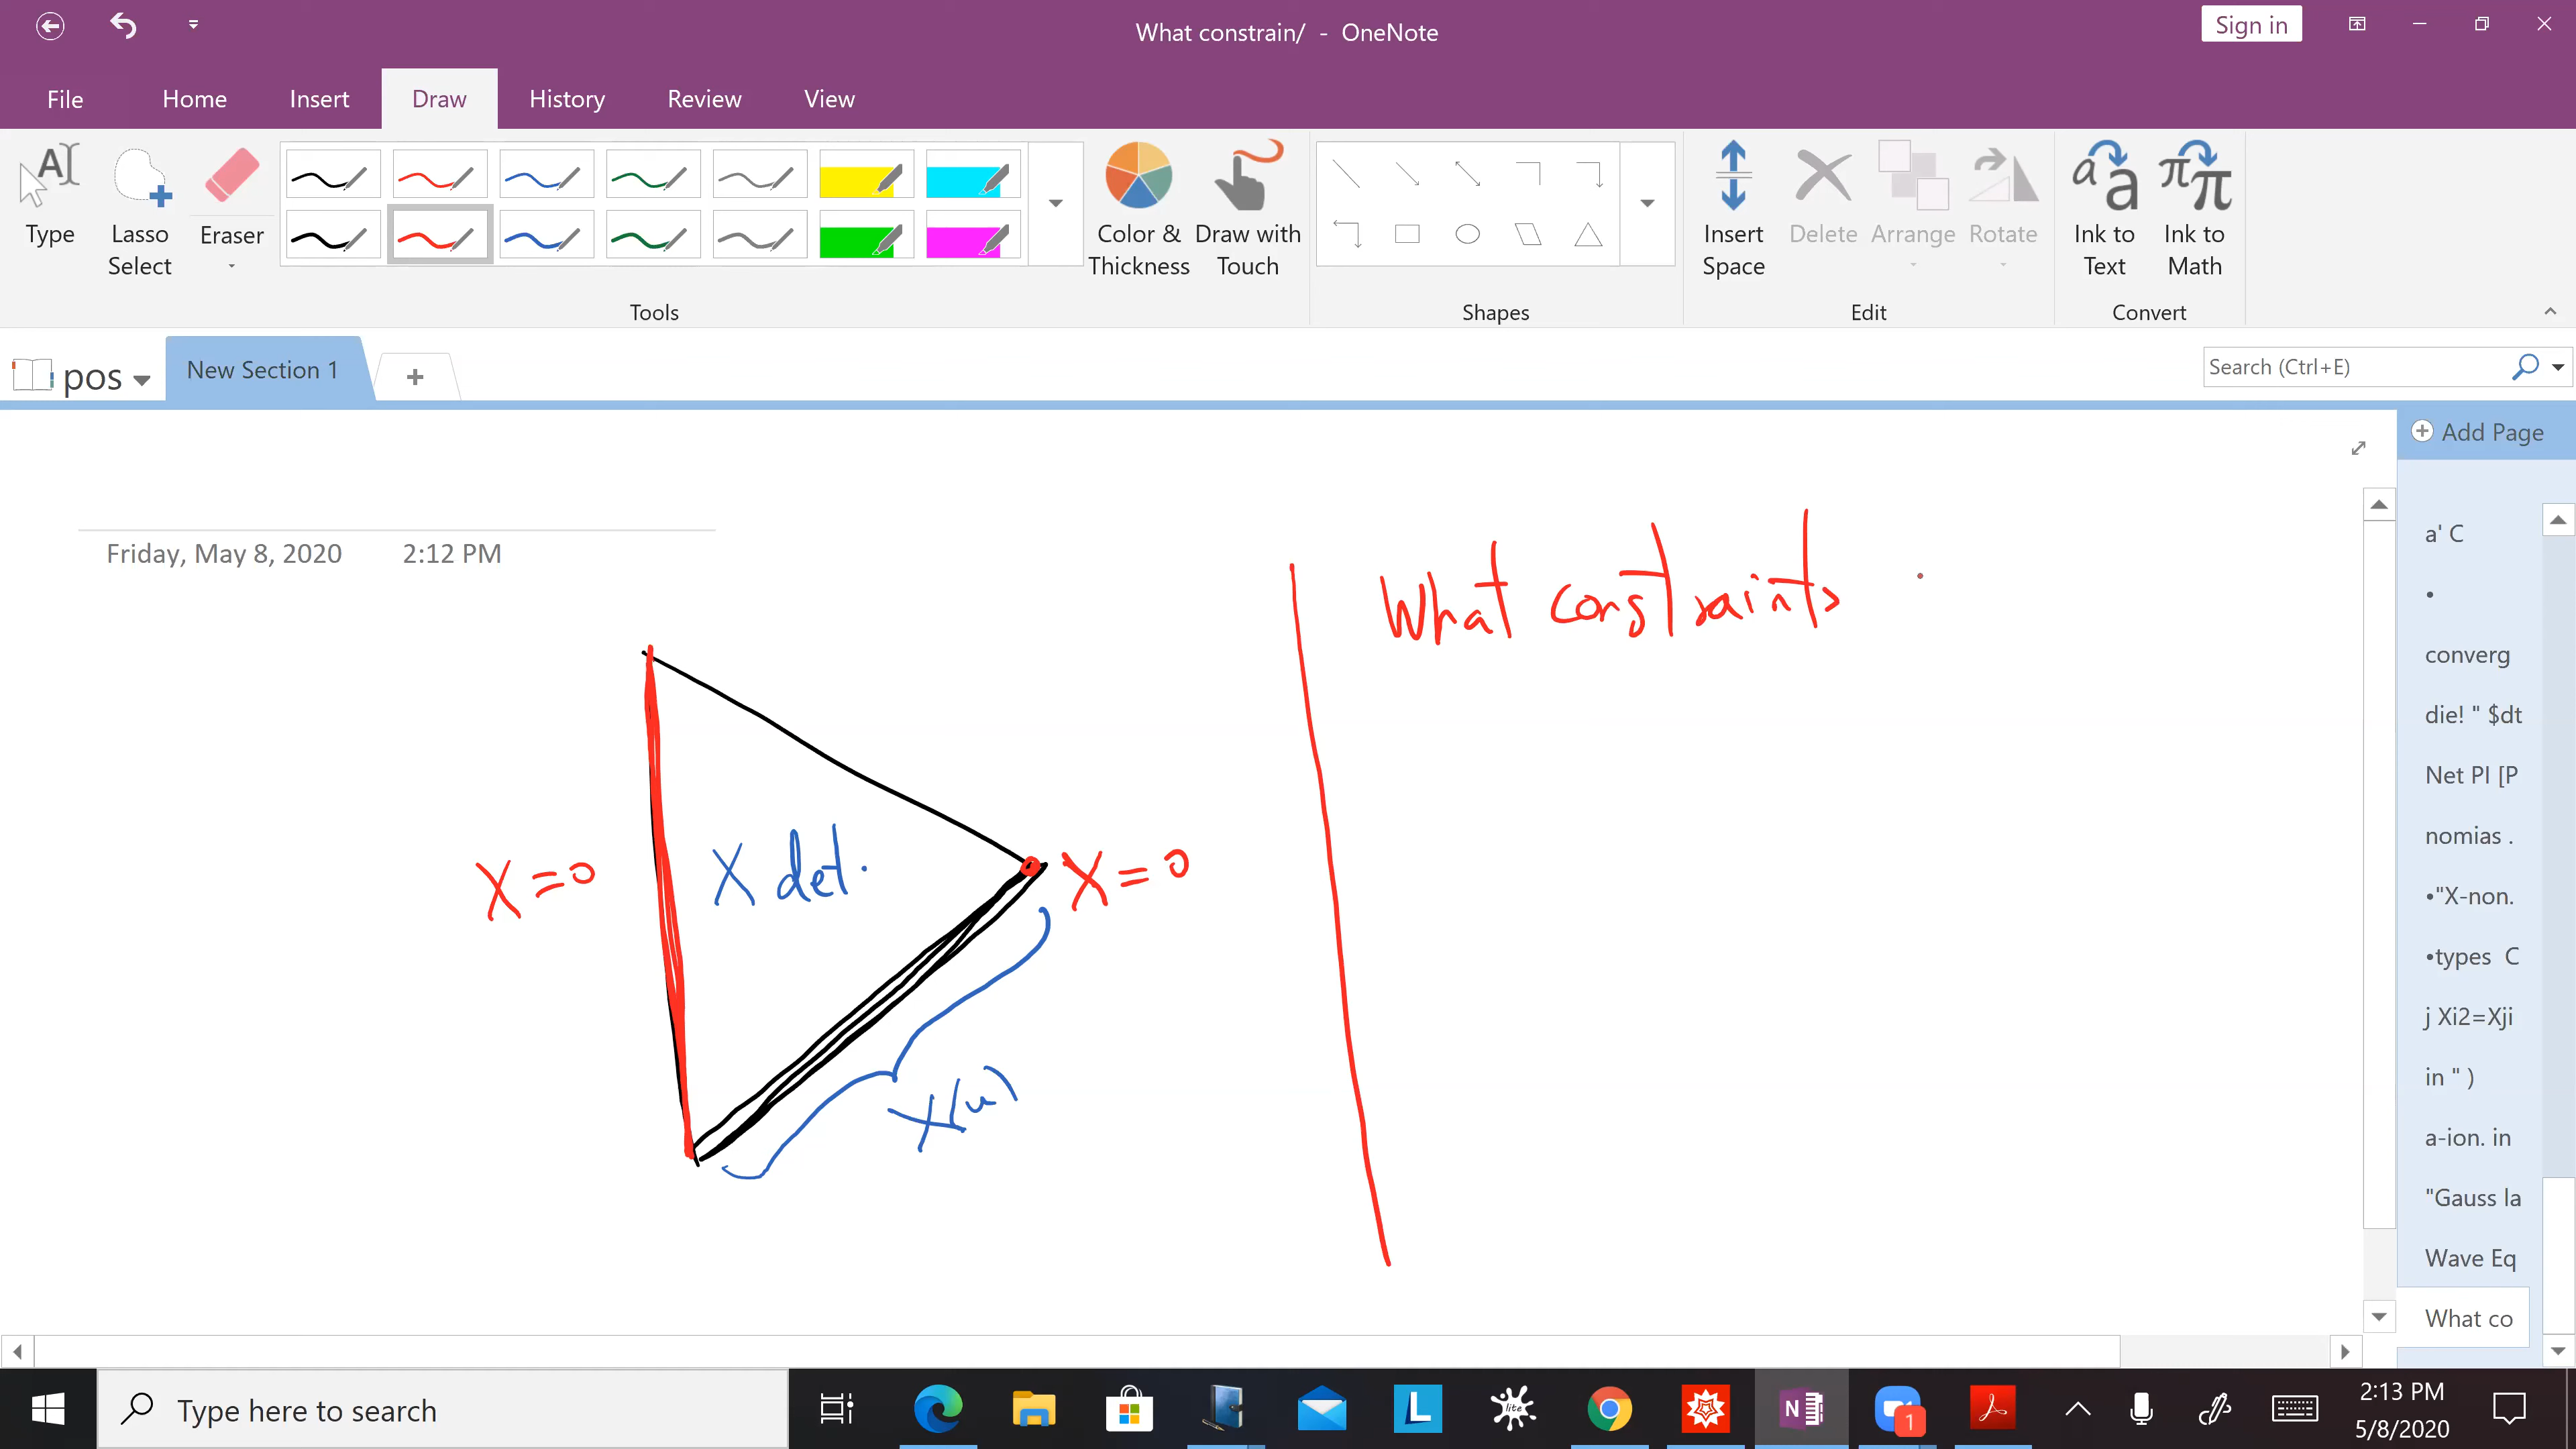 What constrain/ - OneNote
Sign in
File Home Insert Draw History Review View
Type
Lasso Select
Eraser
Color & Thickness
Draw with Touch
Insert Space
Delete
Arrange
Rotate
Ink to Text
Ink to Math
Tools
Shapes
Edit
Convert
pos
New Section 1
+
Search (Ctrl+E)
Add Page
Friday, May 8, 2020 2:12 PM
What constraints
X = 0
X det.
X = 0
X(u)
a' C
•
converg
die! " $dt
Net PI [P
nomias .
•"X-non.
•types C
j Xi2=Xji
in " )
a-ion. in
"Gauss la
Wave Eq
What co
Type here to search
L
lite
N
1
2:13 PM
5/8/2020